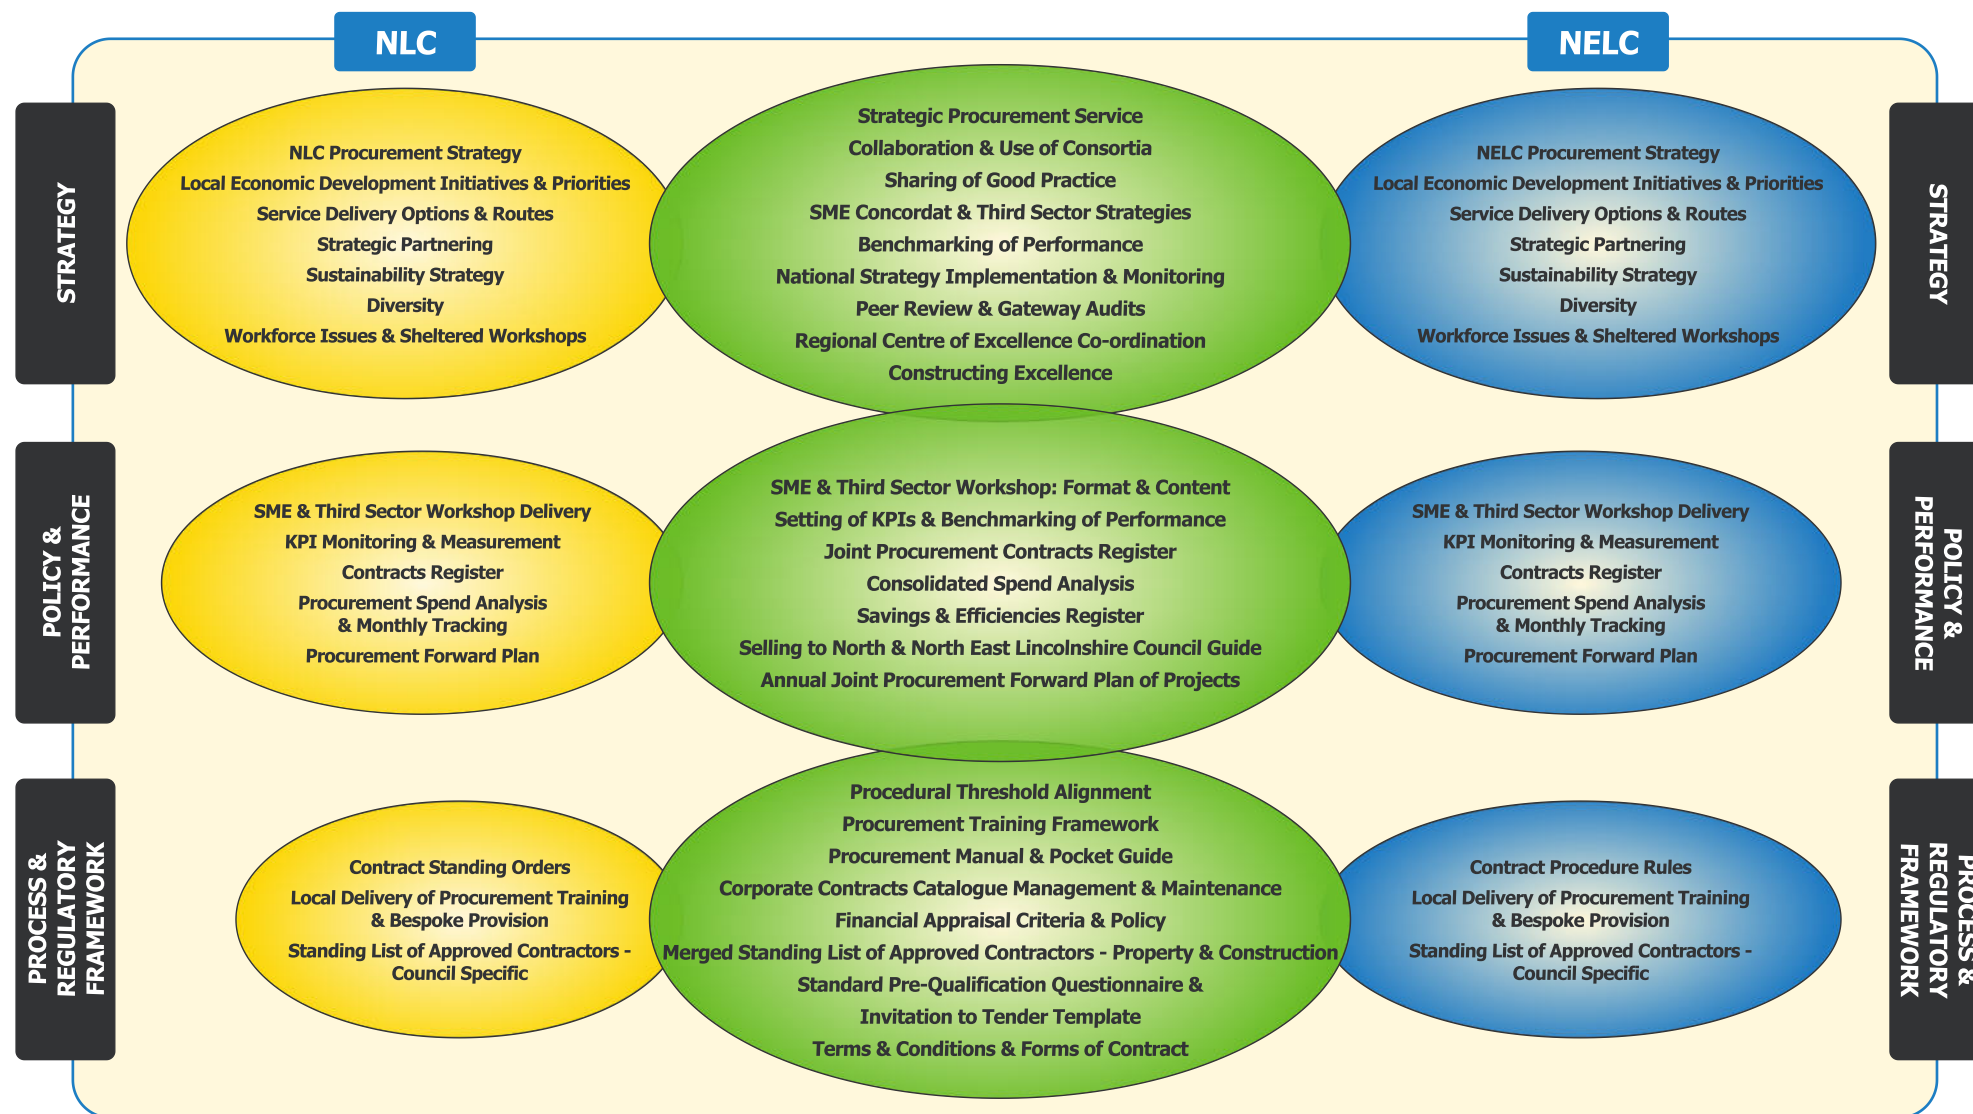 NLC
NELC
STRATEGY
NLC Procurement Strategy
Local Economic Development Initiatives & Priorities
Service Delivery Options & Routes
Strategic Partnering
Sustainability Strategy
Diversity
Workforce Issues & Sheltered Workshops
Strategic Procurement Service
Collaboration & Use of Consortia
Sharing of Good Practice
SME Concordat & Third Sector Strategies
Benchmarking of Performance
National Strategy Implementation & Monitoring
Peer Review & Gateway Audits
Regional Centre of Excellence Co-ordination
Constructing Excellence
NELC Procurement Strategy
Local Economic Development Initiatives & Priorities
Service Delivery Options & Routes
Strategic Partnering
Sustainability Strategy
Diversity
Workforce Issues & Sheltered Workshops
STRATEGY
POLICY &
PERFORMANCE
SME & Third Sector Workshop Delivery
KPI Monitoring & Measurement
Contracts Register
Procurement Spend Analysis
& Monthly Tracking
Procurement Forward Plan
SME & Third Sector Workshop: Format & Content
Setting of KPIs & Benchmarking of Performance
Joint Procurement Contracts Register
Consolidated Spend Analysis
Savings & Efficiencies Register
Selling to North & North East Lincolnshire Council Guide
Annual Joint Procurement Forward Plan of Projects
SME & Third Sector Workshop Delivery
KPI Monitoring & Measurement
Contracts Register
Procurement Spend Analysis
& Monthly Tracking
Procurement Forward Plan
POLICY &
PERFORMANCE
PROCESS &
REGULATORY
FRAMEWORK
Contract Standing Orders
Local Delivery of Procurement Training
& Bespoke Provision
Standing List of Approved Contractors -
Council Specific
Procedural Threshold Alignment
Procurement Training Framework
Procurement Manual & Pocket Guide
Corporate Contracts Catalogue Management & Maintenance
Financial Appraisal Criteria & Policy
Merged Standing List of Approved Contractors - Property & Construction
Standard Pre-Qualification Questionnaire &
Invitation to Tender Template
Terms & Conditions & Forms of Contract
Contract Procedure Rules
Local Delivery of Procurement Training
& Bespoke Provision
Standing List of Approved Contractors -
Council Specific
PROCESS &
REGULATORY
FRAMEWORK